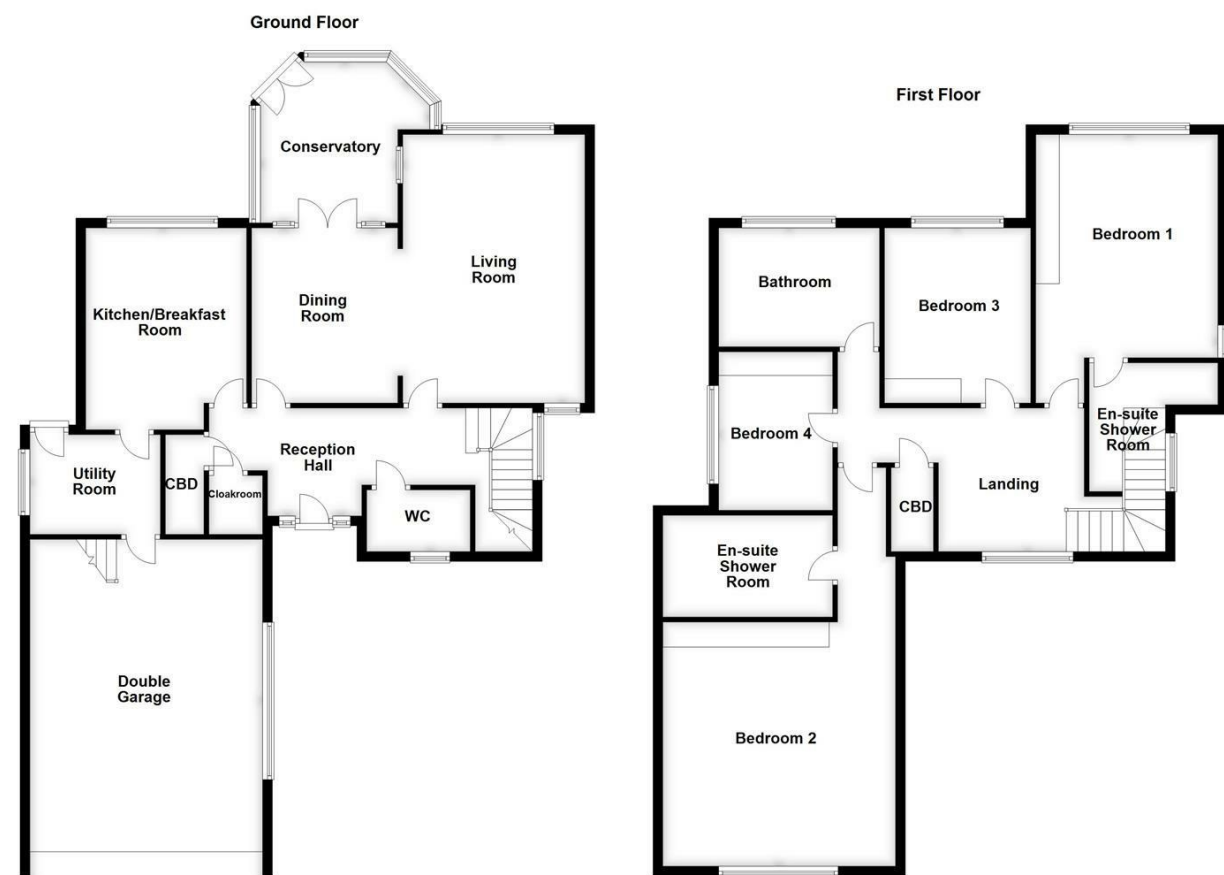 Ground Floor
Conservatory
Living
Room
Dining
Room
Kitchen/Breakfast
Room
Reception
Hall
Utility
Room
CBD
Cloakroom
WC
Double
Garage
First Floor
Bedroom 1
Bathroom
Bedroom 3
En-suite
Shower
Room
Bedroom 4
Landing
CBD
En-suite
Shower
Room
Bedroom 2